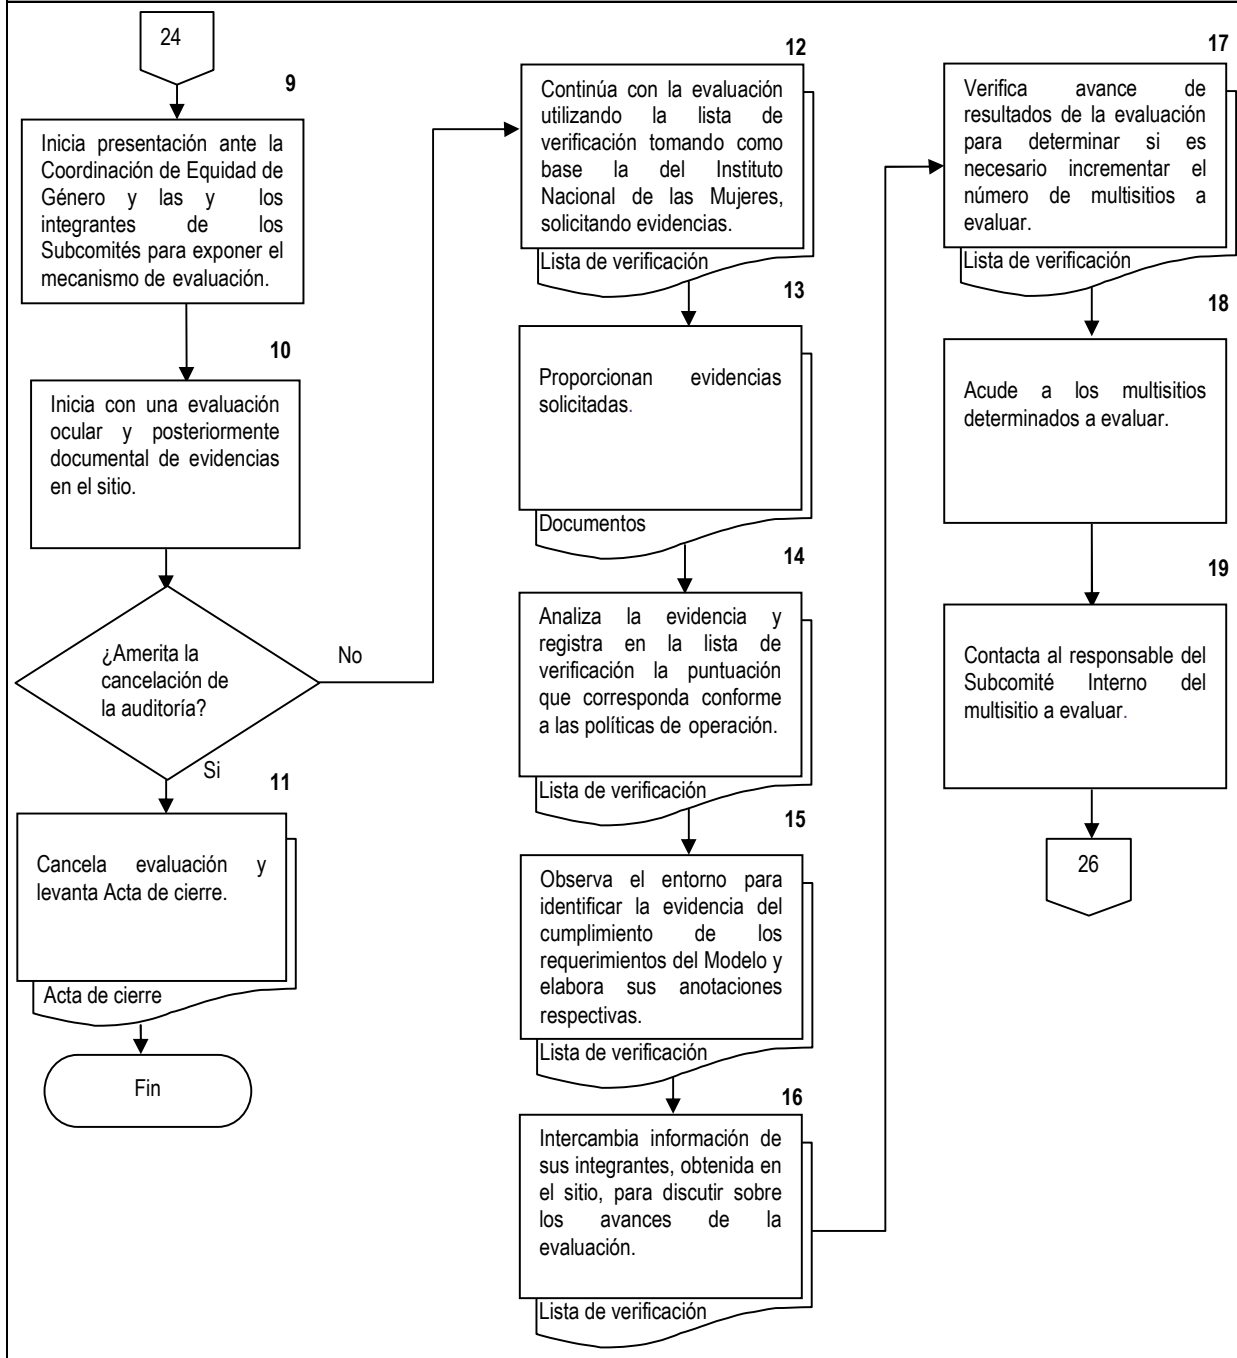 24
9
Inicia presentación ante la
Coordinación de Equidad de
Género y las y los
integrantes de los
Subcomités para exponer el
mecanismo de evaluación.
10
Inicia con una evaluación
ocular y posteriormente
documental de evidencias
en el sitio.
¿Amerita la
cancelación de
la auditoría?
No
Si
11
Cancela evaluación y
levanta Acta de cierre.
Acta de cierre
Fin
12
Continúa con la evaluación
utilizando la lista de
verificación tomando como
base la del Instituto
Nacional de las Mujeres,
solicitando evidencias.
Lista de verificación
13
Proporcionan evidencias
solicitadas.
Documentos
14
Analiza la evidencia y
registra en la lista de
verificación la puntuación
que corresponda conforme
a las políticas de operación.
Lista de verificación
15
Observa el entorno para
identificar la evidencia del
cumplimiento de los
requerimientos del Modelo y
elabora sus anotaciones
respectivas.
Lista de verificación
16
Intercambia información de
sus integrantes, obtenida en
el sitio, para discutir sobre
los avances de la
evaluación.
Lista de verificación
17
Verifica avance de
resultados de la evaluación
para determinar si es
necesario incrementar el
número de multisitios a
evaluar.
Lista de verificación
18
Acude a los multisitios
determinados a evaluar.
19
Contacta al responsable del
Subcomité Interno del
multisitio a evaluar.
26